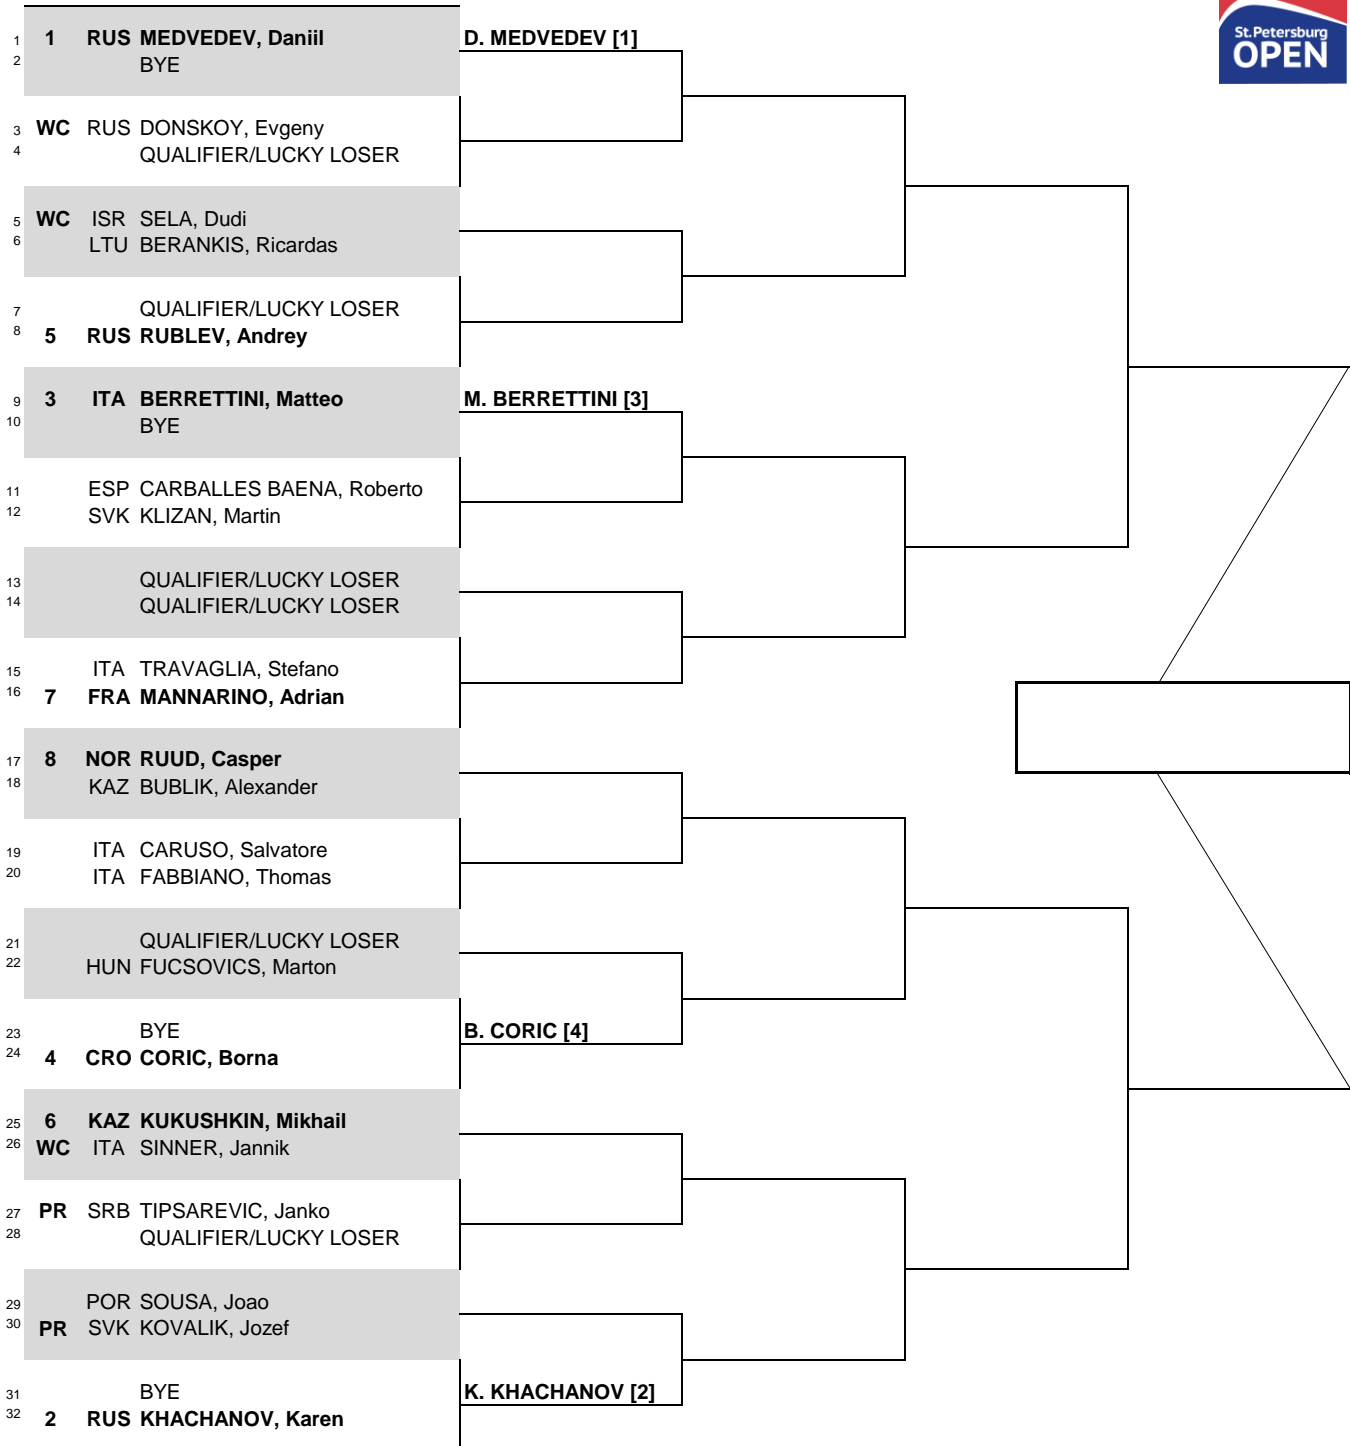 St.Petersburg
OPEN
1 1 RUS MEDVEDEV, Daniil
D. MEDVEDEV [1]
2 BYE
3 WC RUS DONSKOY, Evgeny
4 QUALIFIER/LUCKY LOSER
5 WC ISR SELA, Dudi
6 LTU BERANKIS, Ricardas
7 QUALIFIER/LUCKY LOSER
8 5 RUS RUBLEV, Andrey
9 3 ITA BERRETTINI, Matteo
M. BERRETTINI [3]
10 BYE
11 ESP CARBALLES BAENA, Roberto
12 SVK KLIZAN, Martin
13 QUALIFIER/LUCKY LOSER
14 QUALIFIER/LUCKY LOSER
15 ITA TRAVAGLIA, Stefano
16 7 FRA MANNARINO, Adrian
17 8 NOR RUUD, Casper
18 KAZ BUBLIK, Alexander
19 ITA CARUSO, Salvatore
20 ITA FABBIANO, Thomas
21 QUALIFIER/LUCKY LOSER
22 HUN FUCSOVICS, Marton
23 BYE
B. CORIC [4]
24 4 CRO CORIC, Borna
25 6 KAZ KUKUSHKIN, Mikhail
26 WC ITA SINNER, Jannik
27 PR SRB TIPSAREVIC, Janko
28 QUALIFIER/LUCKY LOSER
29 POR SOUSA, Joao
30 PR SVK KOVALIK, Jozef
31 BYE
K. KHACHANOV [2]
32 2 RUS KHACHANOV, Karen